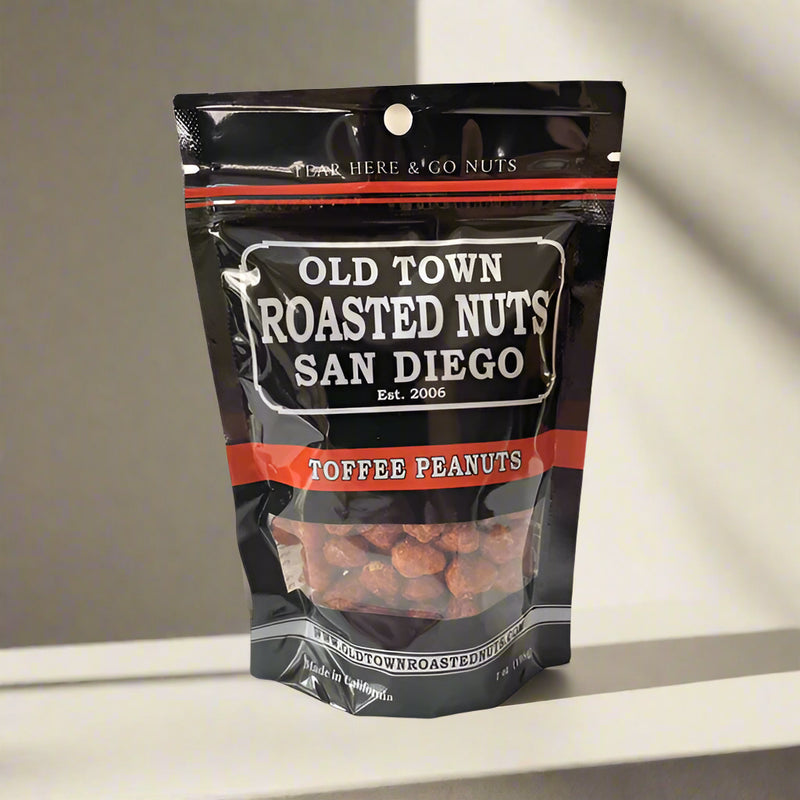 TEAR HERE & GO NUTS
OLD TOWN
ROASTED NUTS
SAN DIEGO
Est. 2006
TOFFEE PEANUTS
WWW.OLDTOWNROASTEDNUTS.COM
Made in California
oz